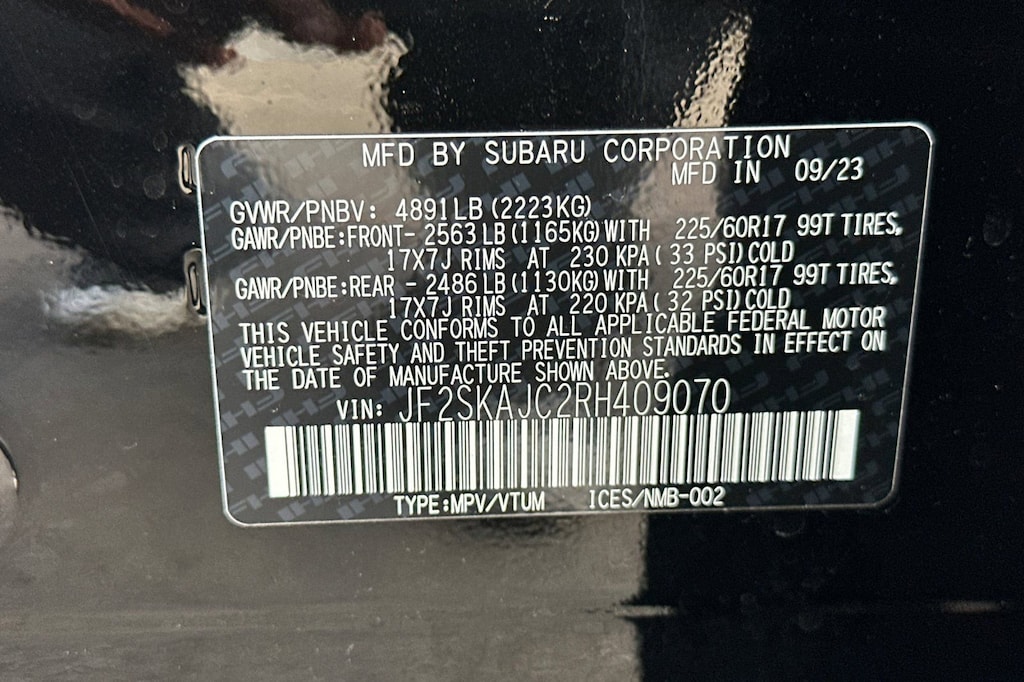 MFD BY SUBARU CORPORATION
MFD IN 09/23
GVWR/PNBV: 4891LB (2223KG)
GAWR/PNBE:FRONT- 2563 LB (1165KG) WITH 225/60R17 99T TIRES,
17X7J RIMS AT 230 KPA ( 33 PSI) COLD
GAWR/PNBE:REAR - 2486 LB (1130KG) WITH 225/60R17 99T TIRES,
17X7J RIMS AT 220 KPA ( 32 PSI) COLD
THIS VEHICLE CONFORMS TO ALL APPLICABLE FEDERAL MOTOR
VEHICLE SAFETY AND THEFT PREVENTION STANDARDS IN EFFECT ON
THE DATE OF MANUFACTURE SHOWN ABOVE.
VIN: JF2SKAJC2RH409070
TYPE:MPV/VTUM ICES/NMB-002